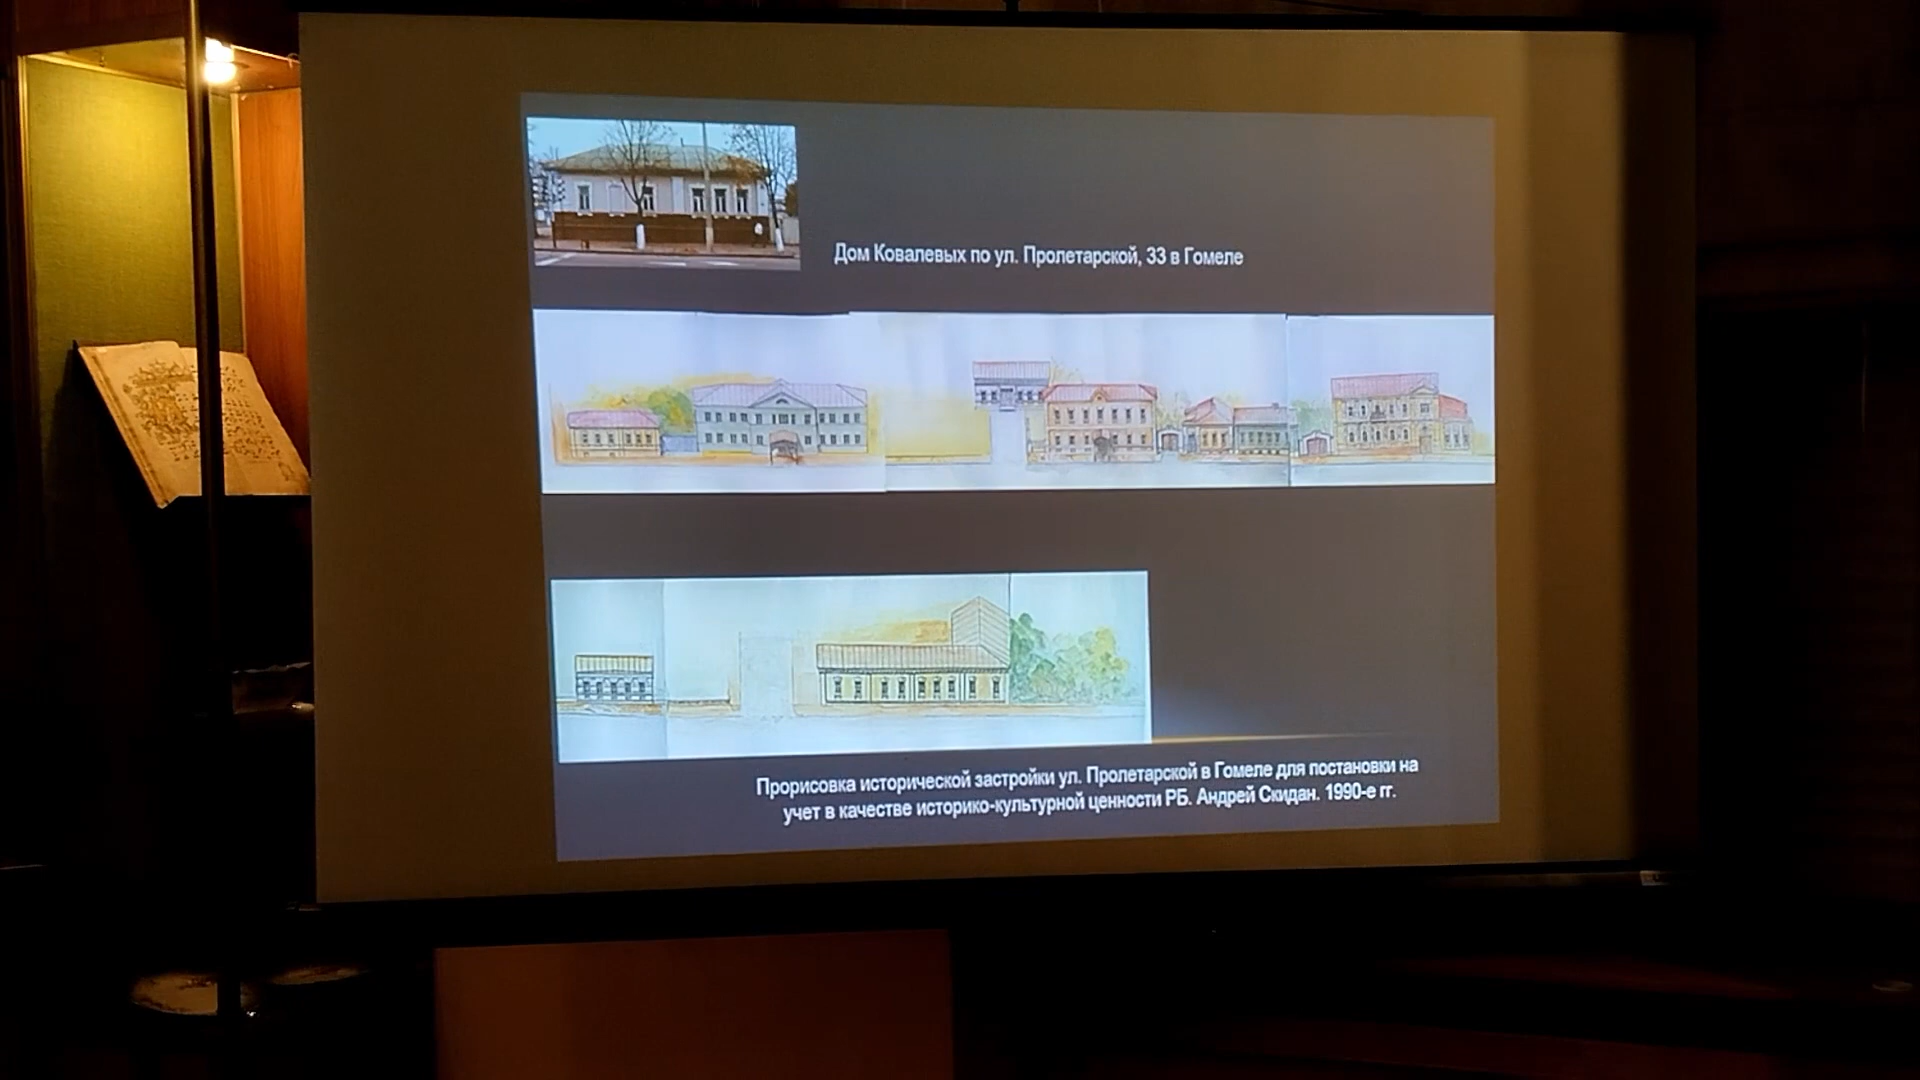 Дом Ковалевых по ул. Пролетарской, 33 в Гомеле
Прорисовка исторической застройки ул. Пролетарской в Гомеле для постановки на
учет в качестве историко-культурной ценности РБ. Андрей Скидан. 1990-е гг.